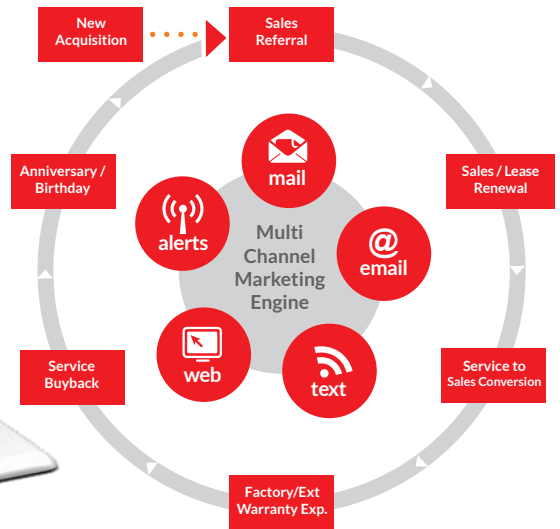 New
Acquisition
Sales
Referral
Anniversary /
Birthday
Sales / Lease
Renewal
mail
alerts
@
email
Multi
Channel
Marketing
Engine
web
text
Service
Buyback
Service to
Sales Conversion
Factory/Ext
Warranty Exp.